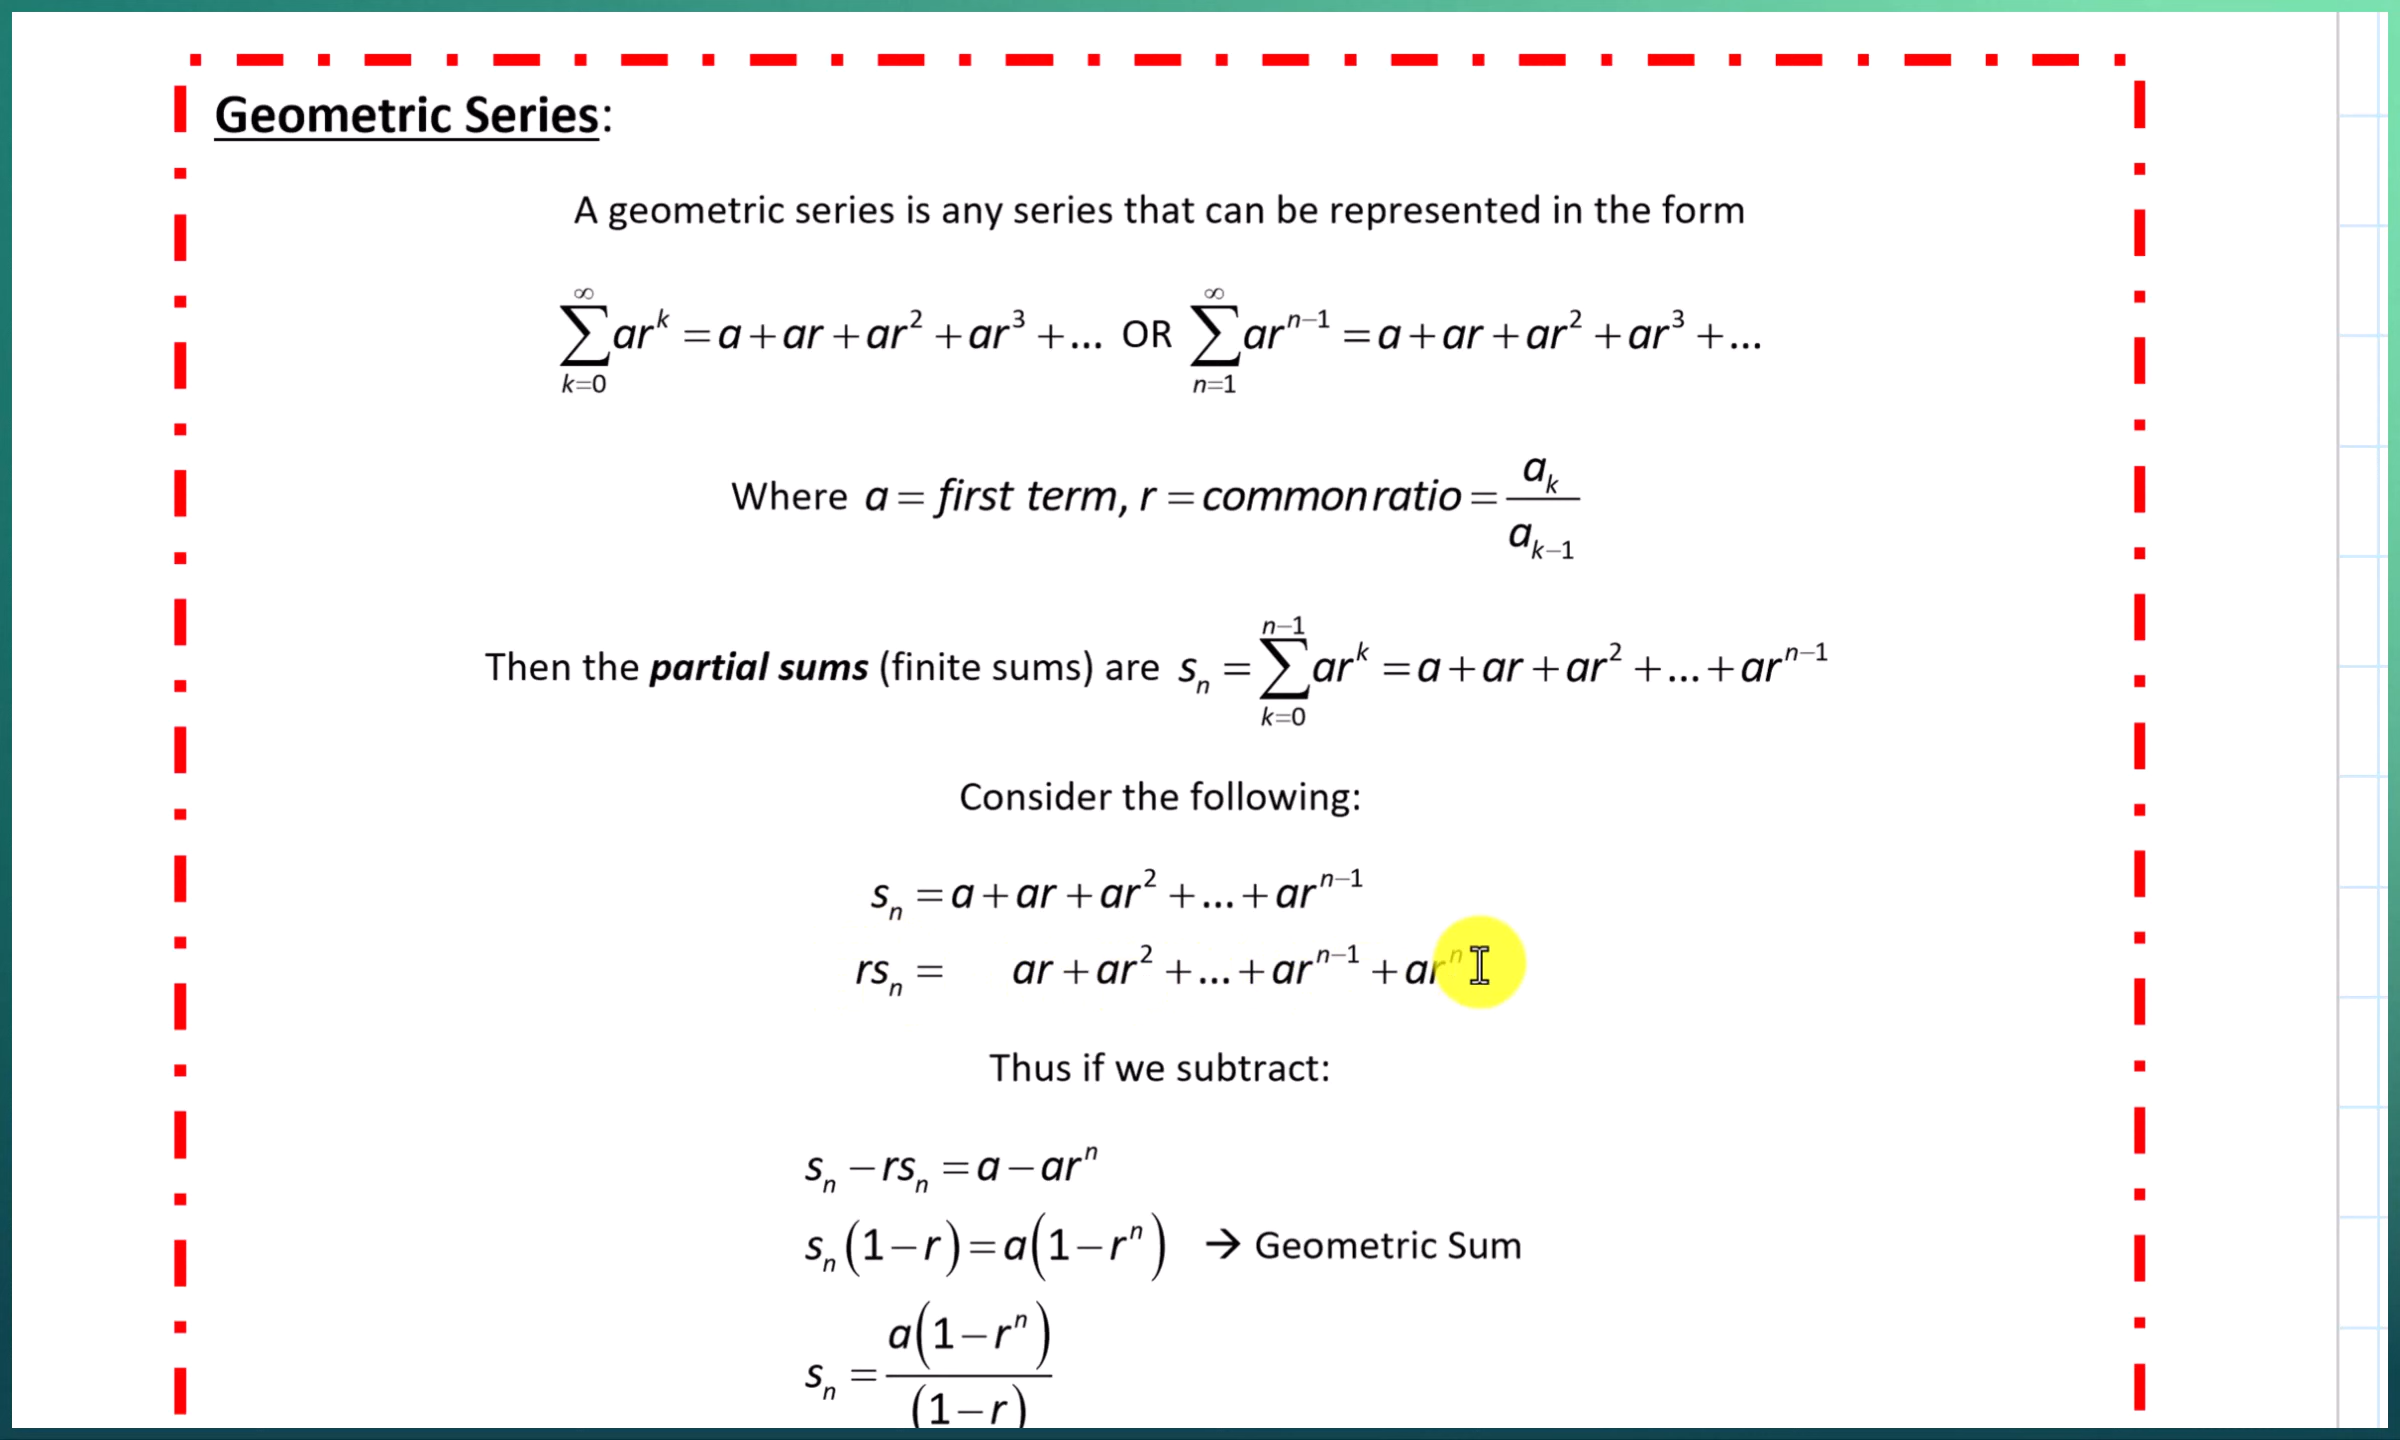 Geometric Series:
A geometric series is any series that can be represented in the form
∑_{k=0}^{∞} ar^k = a + ar + ar^2 + ar^3 + ... OR ∑_{n=1}^{∞} ar^{n−1} = a + ar + ar^2 + ar^3 + ...
Where a = first term, r = common ratio = a_k / a_{k−1}
Then the partial sums (finite sums) are s_n = ∑_{k=0}^{n−1} ar^k = a + ar + ar^2 + ... + ar^{n−1}
Consider the following:
s_n = a + ar + ar^2 + ... + ar^{n−1}
rs_n = ar + ar^2 + ... + ar^{n−1} + ar^n
Thus if we subtract:
s_n − rs_n = a − ar^n
s_n(1 − r) = a(1 − r^n) → Geometric Sum
s_n = a(1 − r^n) / (1 − r)